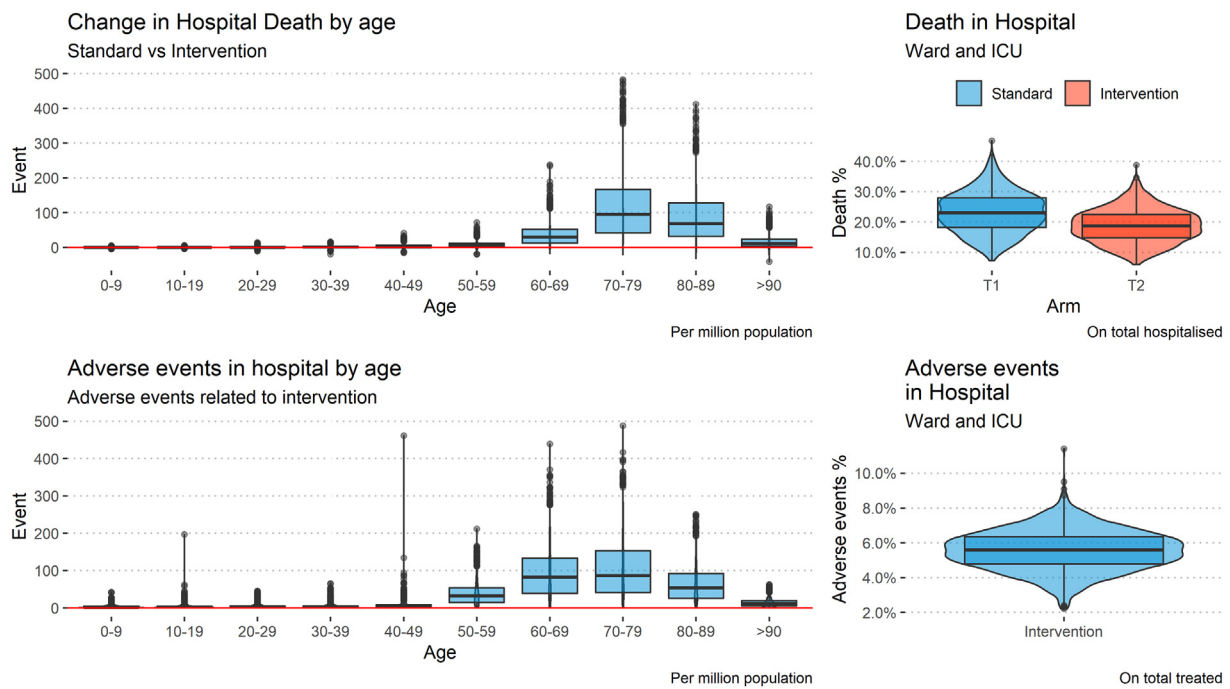 Change in Hospital Death by age
Standard vs Intervention
500
400
300
200
100
0
Event
0-9 10-19 20-29 30-39 40-49 50-59 60-69 70-79 80-89 >90
Age
Per million population
Death in Hospital
Ward and ICU
Standard Intervention
40.0%
30.0%
20.0%
10.0%
Death %
T1 T2
Arm
On total hospitalised
Adverse events in hospital by age
Adverse events related to intervention
500
400
300
200
100
0
Event
0-9 10-19 20-29 30-39 40-49 50-59 60-69 70-79 80-89 >90
Age
Per million population
Adverse events
in Hospital
Ward and ICU
10.0%
8.0%
6.0%
4.0%
2.0%
Adverse events %
Intervention
On total treated